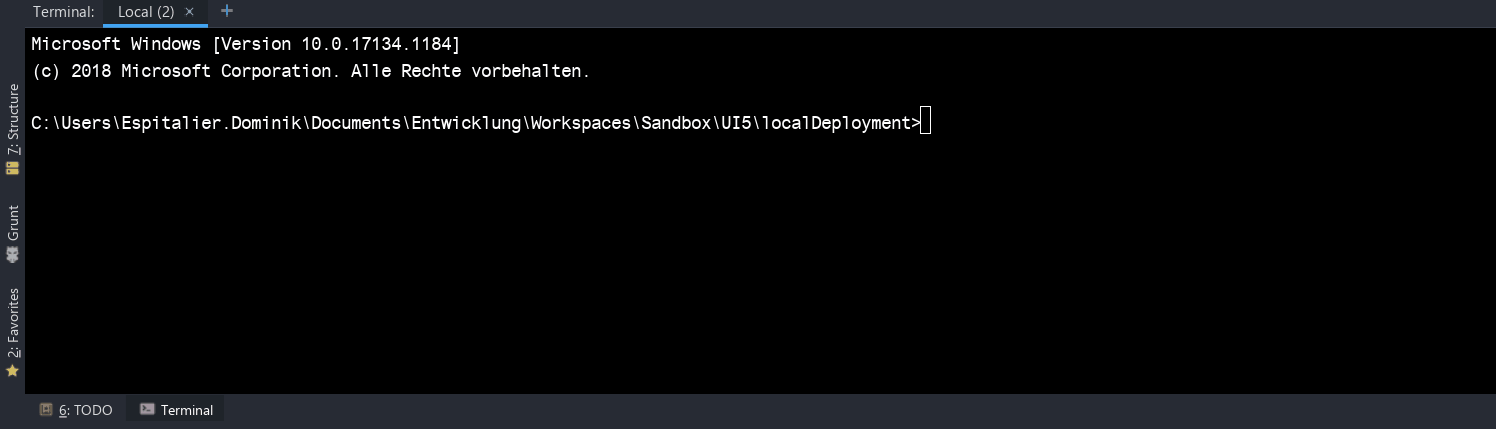 Terminal: Local (2) × +
Microsoft Windows [Version 10.0.17134.1184]
(c) 2018 Microsoft Corporation. Alle Rechte vorbehalten.
C:\Users\Espitalier.Dominik\Documents\Entwicklung\Workspaces\Sandbox\UI5\localDeployment>
7: Structure
Grunt
2: Favorites
6: TODO Terminal